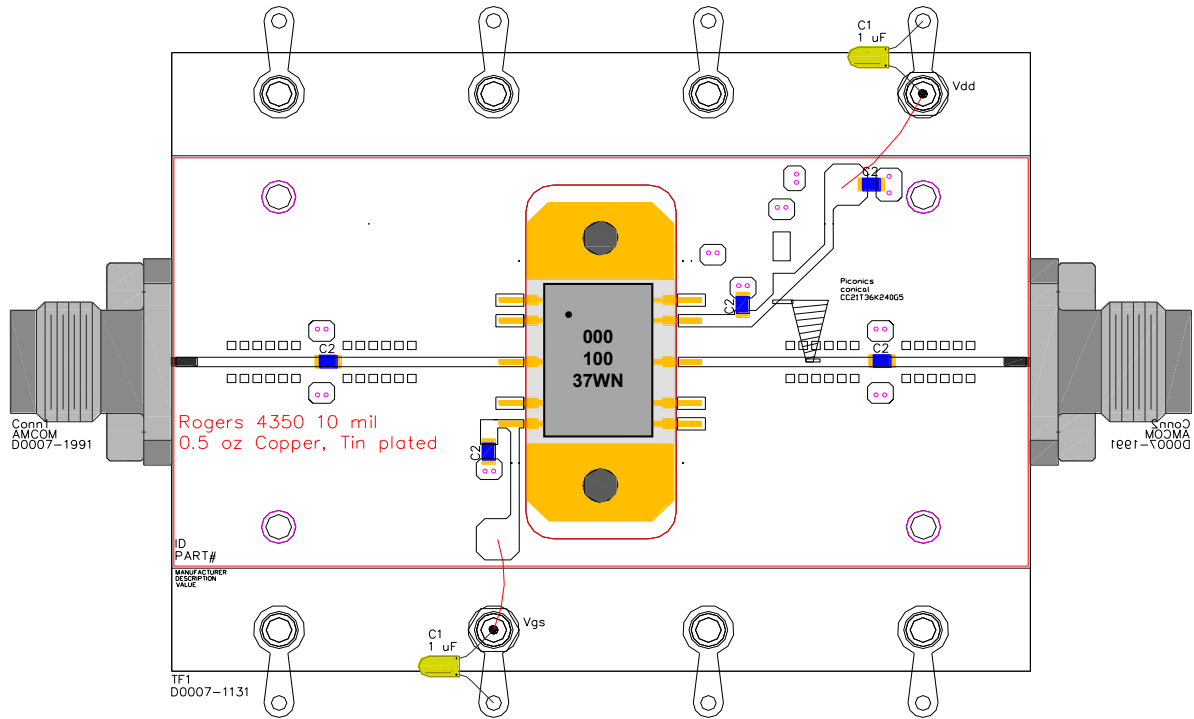 C1
1 uF
Vdd
C2
C2
Piconics
conical
CC21T36K240G5
000
100
37WN
C2
C2
Conn1
AMCOM
D0007-1991
Conn2
AMCOM
D0007-1991
Rogers 4350 10 mil
0.5 oz Copper, Tin plated
C2
ID
PART#
MANUFACTURER
DESCRIPTION
VALUE
Vgs
C1
1 uF
TF1
D0007-1131